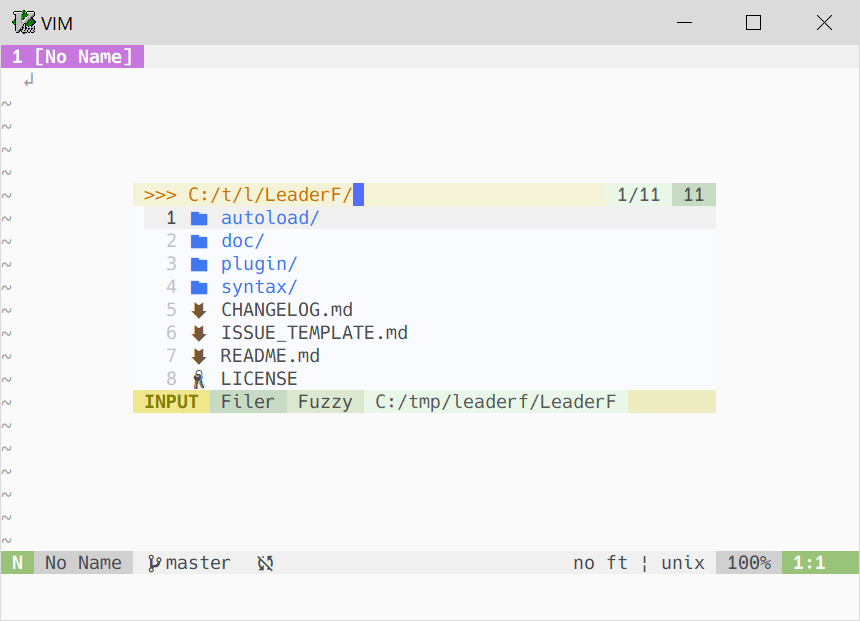 VIM
1 [No Name]
↲
~
~
~
~
~
>>> C:/t/l/LeaderF/ 1/11 11
1 autoload/
2 doc/
3 plugin/
4 syntax/
5 CHANGELOG.md
6 ISSUE_TEMPLATE.md
7 README.md
8 LICENSE
INPUT Filer Fuzzy C:/tmp/leaderf/LeaderF
~
~
~
~
~
~
N No Name master no ft ¦ unix 100% 1:1